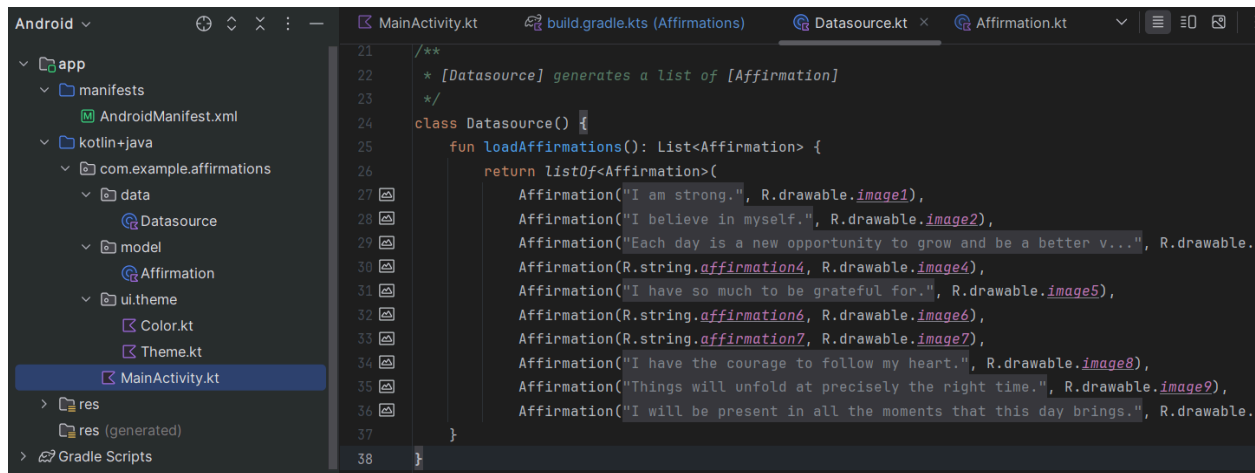 Android
MainActivity.kt
build.gradle.kts (Affirmations)
Datasource.kt
Affirmation.kt
app
manifests
AndroidManifest.xml
kotlin+java
com.example.affirmations
data
Datasource
model
Affirmation
ui.theme
Color.kt
Theme.kt
MainActivity.kt
res
res (generated)
Gradle Scripts
21 /**
22 * [Datasource] generates a list of [Affirmation]
23 */
24 class Datasource() {
25 fun loadAffirmations(): List<Affirmation> {
26 return listOf<Affirmation>(
27 Affirmation("I am strong.", R.drawable.image1),
28 Affirmation("I believe in myself.", R.drawable.image2),
29 Affirmation("Each day is a new opportunity to grow and be a better v...", R.drawable.
30 Affirmation(R.string.affirmation4, R.drawable.image4),
31 Affirmation("I have so much to be grateful for.", R.drawable.image5),
32 Affirmation(R.string.affirmation6, R.drawable.image6),
33 Affirmation(R.string.affirmation7, R.drawable.image7),
34 Affirmation("I have the courage to follow my heart.", R.drawable.image8),
35 Affirmation("Things will unfold at precisely the right time.", R.drawable.image9),
36 Affirmation("I will be present in all the moments that this day brings.", R.drawable.
37 }
38 }